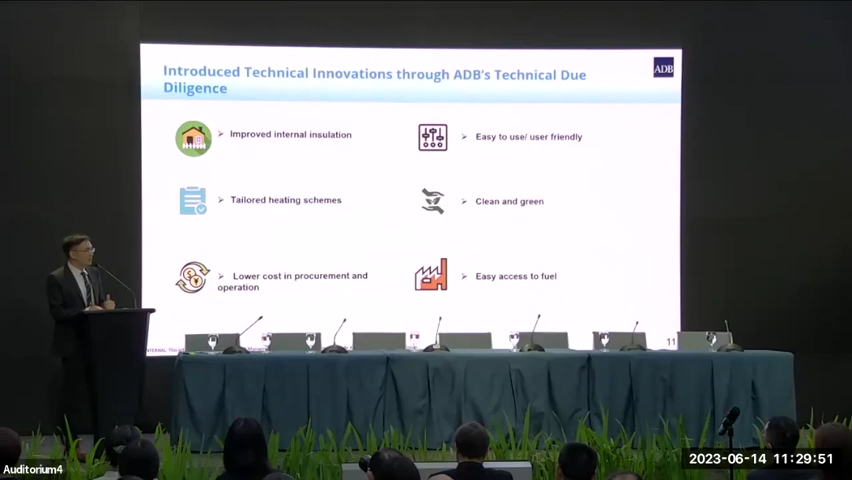 Introduced Technical Innovations through ADB's Technical Due
Diligence
ADB
Improved internal insulation
Easy to use/ user friendly
Tailored heating schemes
Clean and green
Lower cost in procurement and
operation
Easy access to fuel
11
Auditorium4
2023-06-14 11:29:51